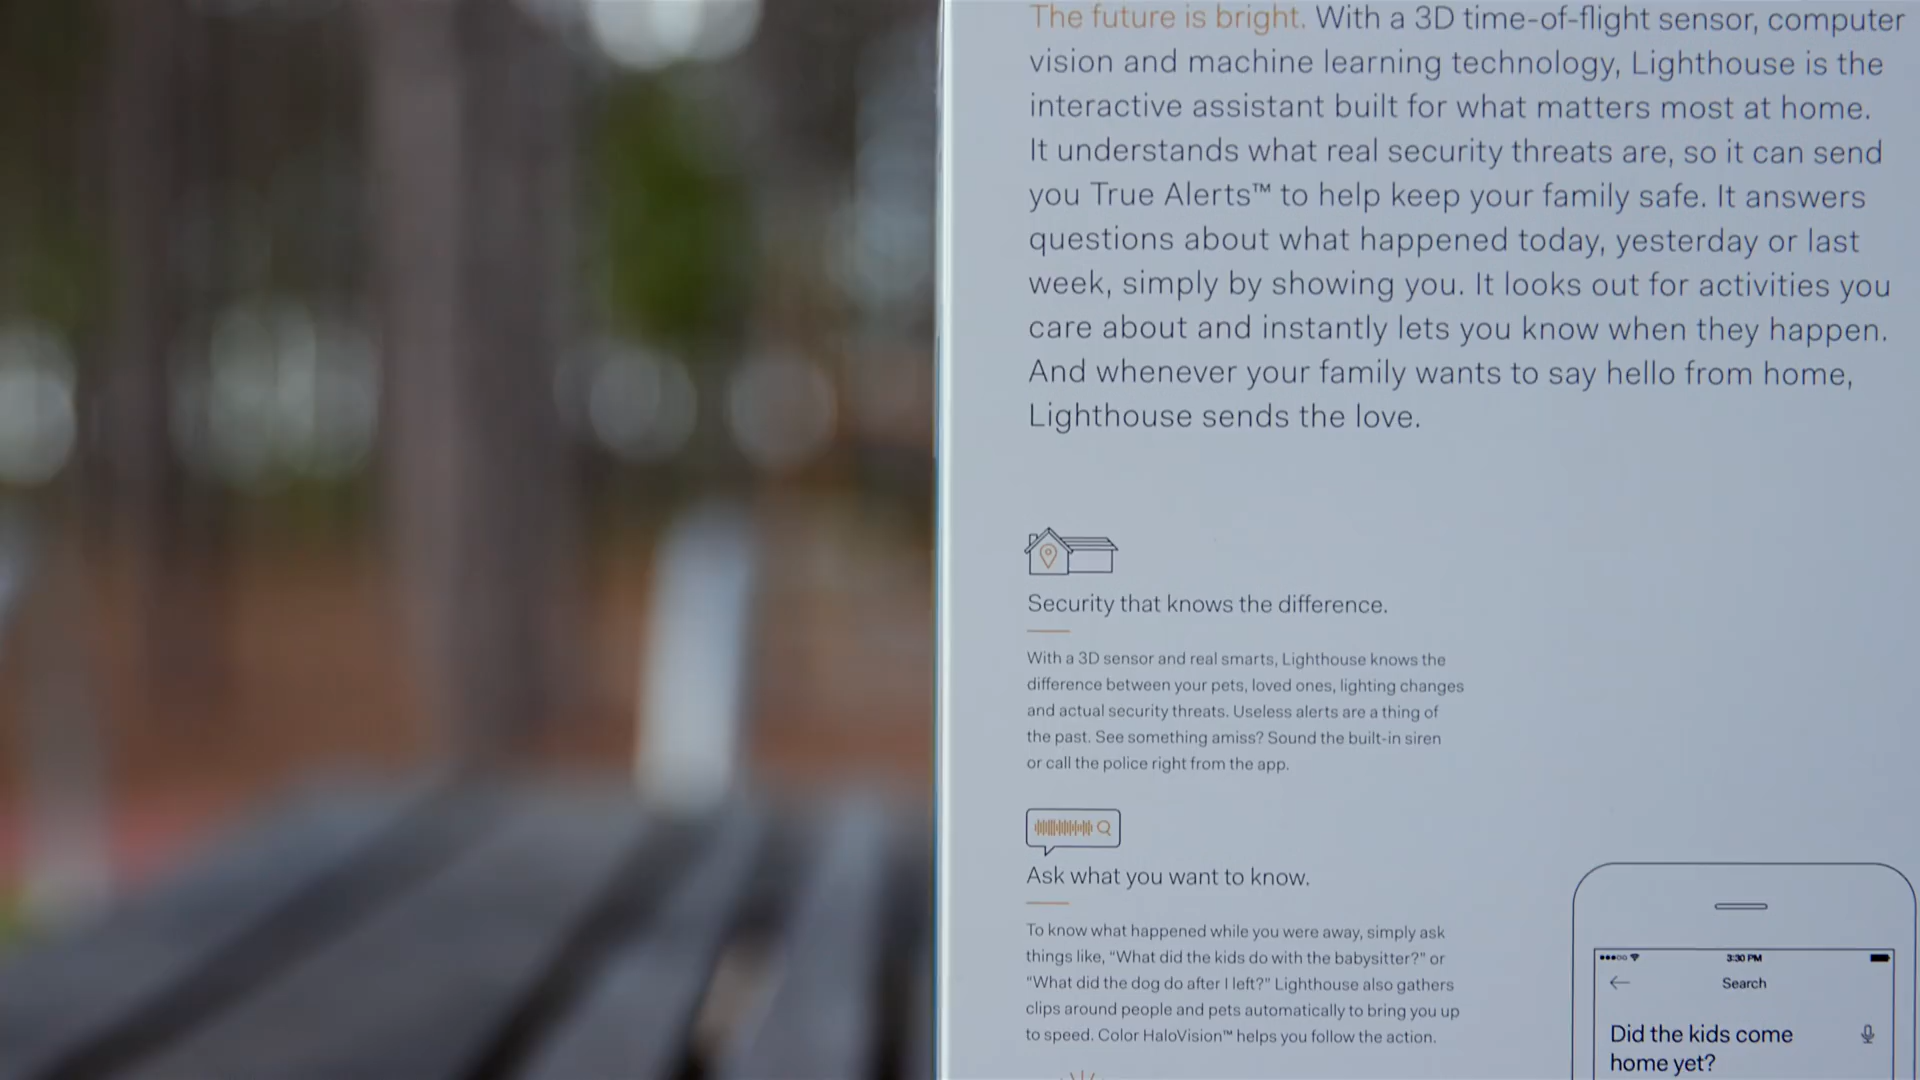 The future is bright. With a 3D time-of-flight sensor, computer
vision and machine learning technology, Lighthouse is the
interactive assistant built for what matters most at home.
It understands what real security threats are, so it can send
you True Alerts™ to help keep your family safe. It answers
questions about what happened today, yesterday or last
week, simply by showing you. It looks out for activities you
care about and instantly lets you know when they happen.
And whenever your family wants to say hello from home,
Lighthouse sends the love.
Security that knows the difference.
With a 3D sensor and real smarts, Lighthouse knows the
difference between your pets, loved ones, lighting changes
and actual security threats. Useless alerts are a thing of
the past. See something amiss? Sound the built-in siren
or call the police right from the app.
Ask what you want to know.
To know what happened while you were away, simply ask
things like, “What did the kids do with the babysitter?” or
“What did the dog do after I left?” Lighthouse also gathers
clips around people and pets automatically to bring you up
to speed. Color HaloVision™ helps you follow the action.
3:30 PM
Search
Did the kids come
home yet?